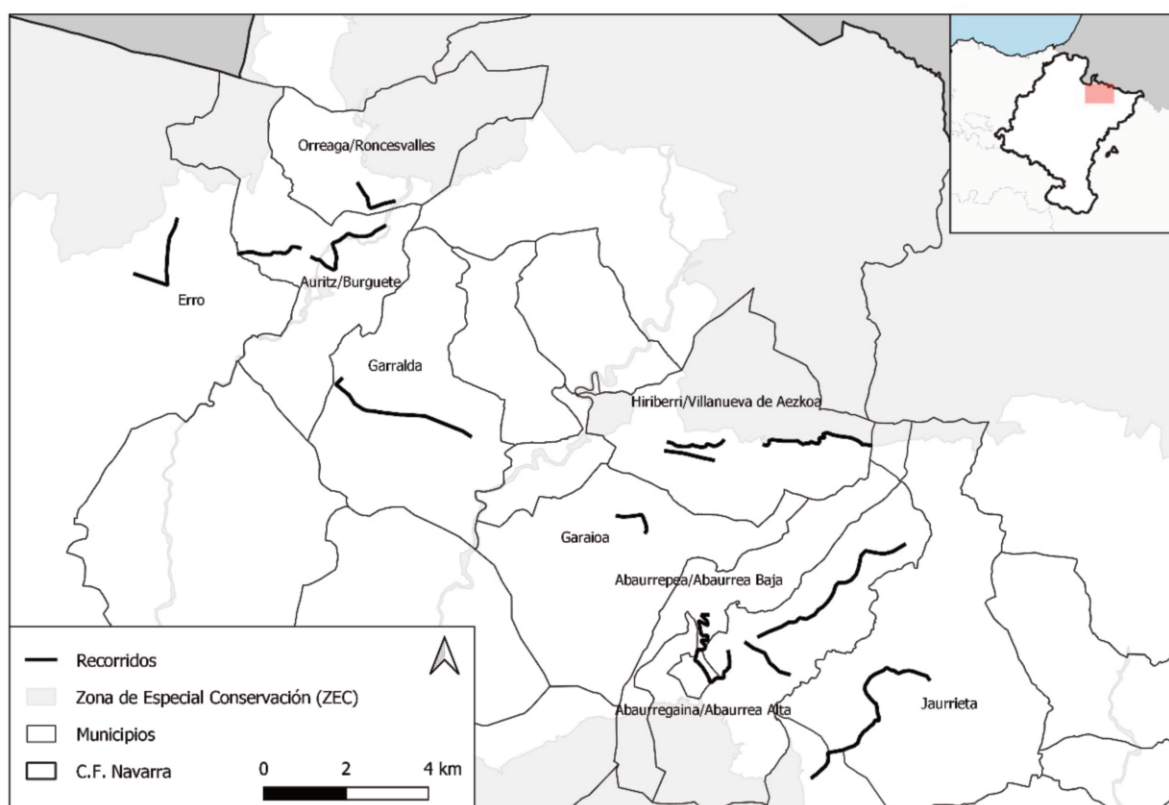 Orreaga/Roncesvalles
Auritz/Burguete
Erro
Garralda
Hiriberri/Villanueva de Aezkoa
Garaioa
Abaurrepea/Abaurrea Baja
Abaurregaina/Abaurrea Alta
Jaurrieta
Recorridos
Zona de Especial Conservación (ZEC)
Municipios
C.F. Navarra
0 2 4 km